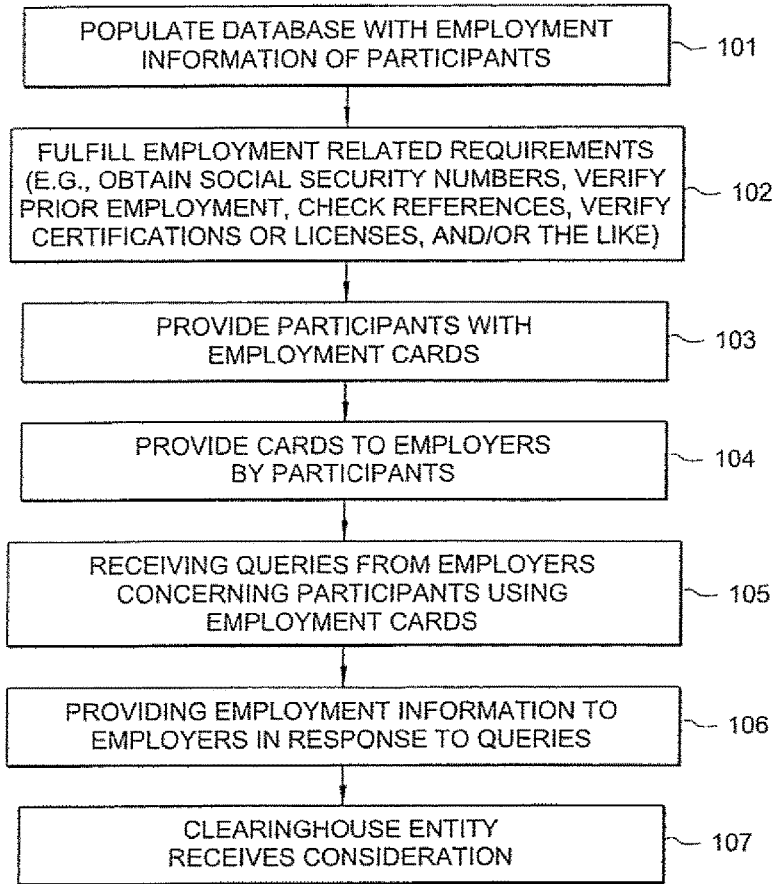 POPULATE DATABASE WITH EMPLOYMENT
INFORMATION OF PARTICIPANTS
101
FULFILL EMPLOYMENT RELATED REQUIREMENTS
(E.G., OBTAIN SOCIAL SECURITY NUMBERS, VERIFY
PRIOR EMPLOYMENT, CHECK REFERENCES, VERIFY
CERTIFICATIONS OR LICENSES, AND/OR THE LIKE)
102
PROVIDE PARTICIPANTS WITH
EMPLOYMENT CARDS
103
PROVIDE CARDS TO EMPLOYERS
BY PARTICIPANTS
104
RECEIVING QUERIES FROM EMPLOYERS
CONCERNING PARTICIPANTS USING
EMPLOYMENT CARDS
105
PROVIDING EMPLOYMENT INFORMATION TO
EMPLOYERS IN RESPONSE TO QUERIES
106
CLEARINGHOUSE ENTITY
RECEIVES CONSIDERATION
107